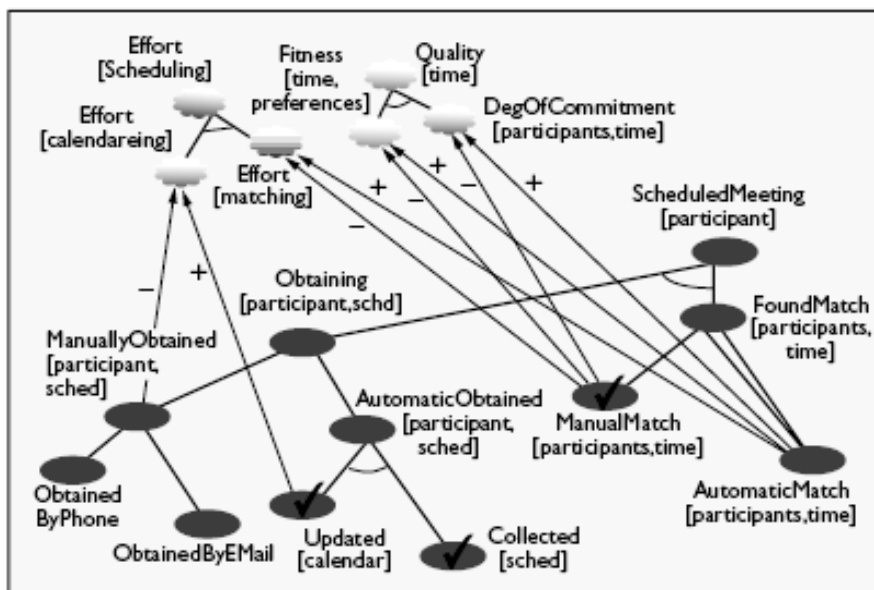 Effort
[Scheduling]
Fitness
[time,
preferences]
Quality
[time]
Effort
[calendareing]
DegOfCommitment
[participants,time]
Effort
[matching]
+
+
–
–
–
+
ScheduledMeeting
[participant]
–
+
Obtaining
[participant,schd]
FoundMatch
[participants,
time]
ManuallyObtained
[participant,
sched]
AutomaticObtained
[participant,
sched]
ManualMatch
[participants,time]
AutomaticMatch
[participants,time]
Obtained
ByPhone
ObtainedByEMail
Updated
[calendar]
Collected
[sched]